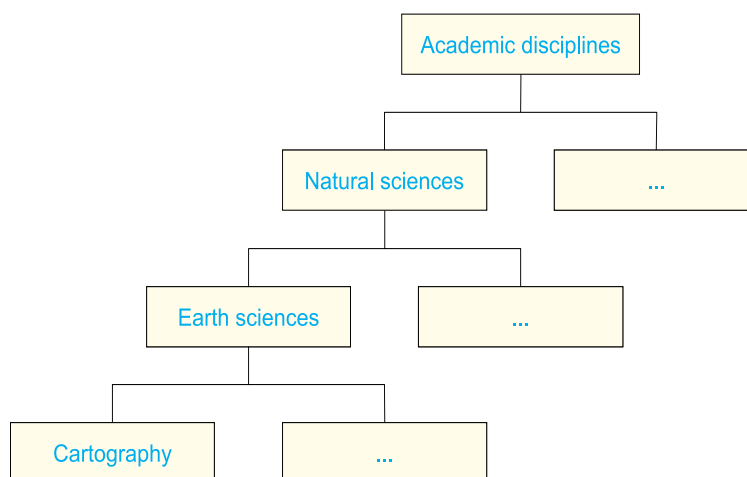 Academic disciplines
Natural sciences
...
Earth sciences
...
Cartography
...